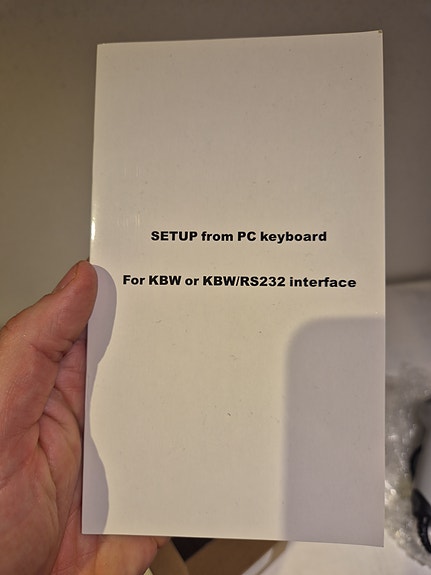 SETUP from PC keyboard
For KBW or KBW/RS232 interface